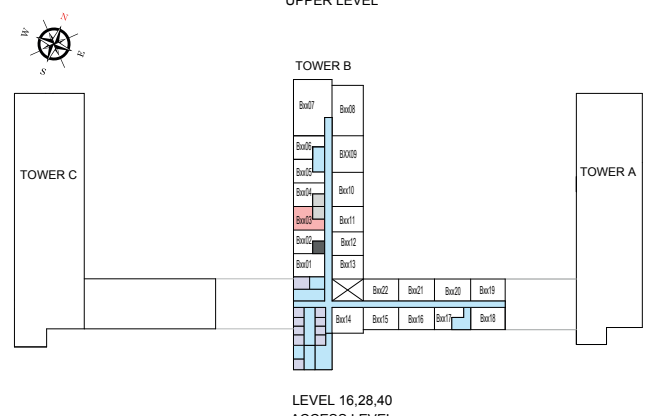 UPPER LEVEL
N
W
E
S
TOWER B
Bxx07
Bxx08
Bxx06
BXX09
Bxx05
TOWER C
TOWER A
Bxx04
Bxx10
Bxx03
Bxx11
Bxx02
Bxx12
Bxx01
Bxx13
Bxx22
Bxx21
Bxx20
Bxx19
Bxx14
Bxx15
Bxx16
Bxx17
Bxx18
LEVEL 16,28,40
ACCESS LEVEL